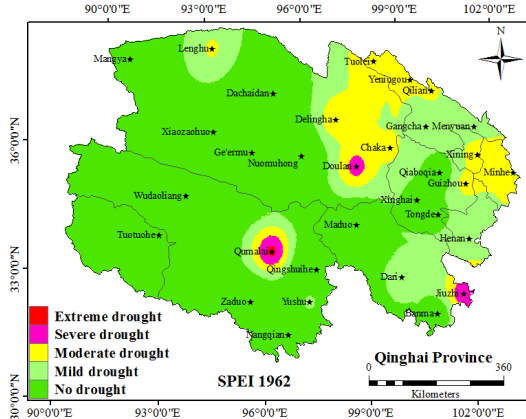 90°0'0"E 93°0'0"E 96°0'0"E 99°0'0"E 102°0'0"E
N
Lenghu
Mangya
Tuolei
Yeniugou
Qilian
Dachaidan
Delingha
Xiaozaohuo
Gangcha Menyuan
36°0'0"N
Ge'ermu
Chaka
Xining
Nuomuhong
Doulan
Qiaboqia
Minhe
Guizhou
Wudaoliang
Xinghai
Tongde
Maduo
Tuotuohe
Henan
Qumalai
33°0'0"N
Qingshuihe
Dari
Zaduo
Yushu
Jiuzhi
Banma
Nangqian
Extreme drought
Severe drought
Moderate drought
Mild drought
No drought
SPEI 1962
Qinghai Province
0 360
Kilometers
30°0'0"N
90°0'0"E 93°0'0"E 96°0'0"E 99°0'0"E 102°0'0"E